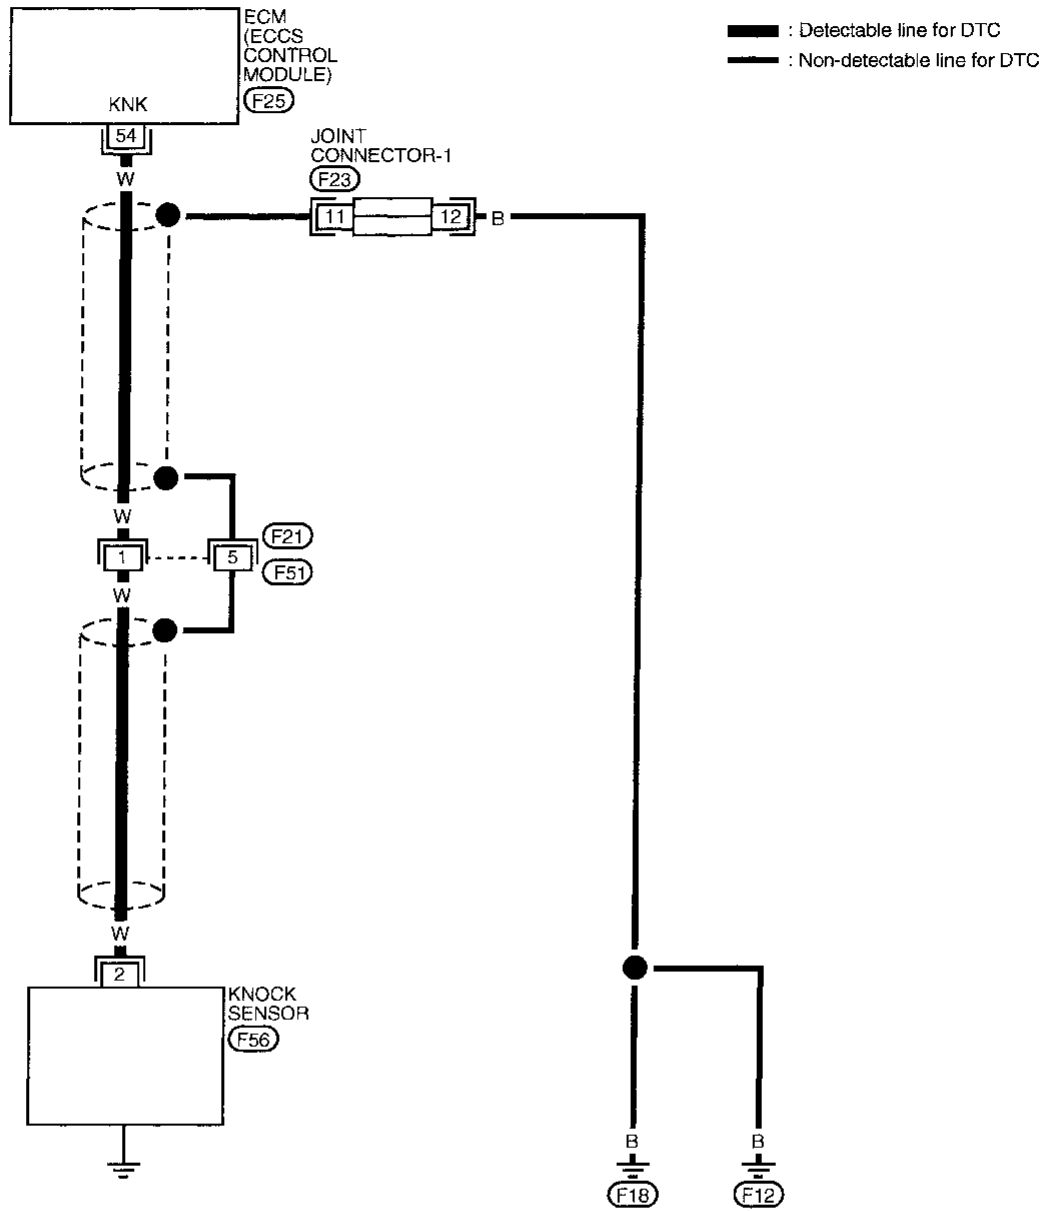 ECM
(ECCS
CONTROL
MODULE)
F25
KNK
54
W
: Detectable line for DTC
: Non-detectable line for DTC
JOINT
CONNECTOR-1
F23
11
12
B
W
1
5
F21
F51
W
W
2
KNOCK
SENSOR
F56
B
B
F18
F12